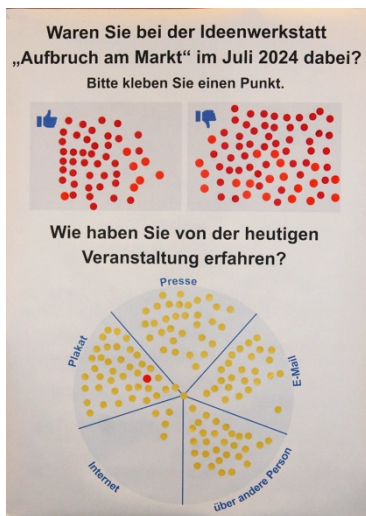 Waren Sie bei der Ideenwerkstatt
„Aufbruch am Markt“ im Juli 2024 dabei?
Bitte kleben Sie einen Punkt.
Wie haben Sie von der heutigen
Veranstaltung erfahren?
Presse
Plakat
E-Mail
Internet
über andere Person